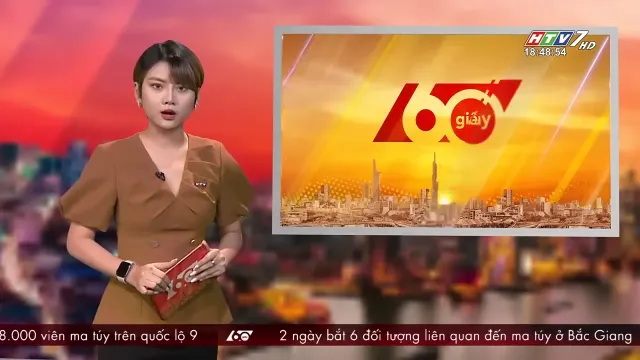 HTV7 HD
18:48:54
60 giây
8.000 viên ma túy trên quốc lộ 9 60 2 ngày bắt 6 đối tượng liên quan đến ma túy ở Bắc Giang